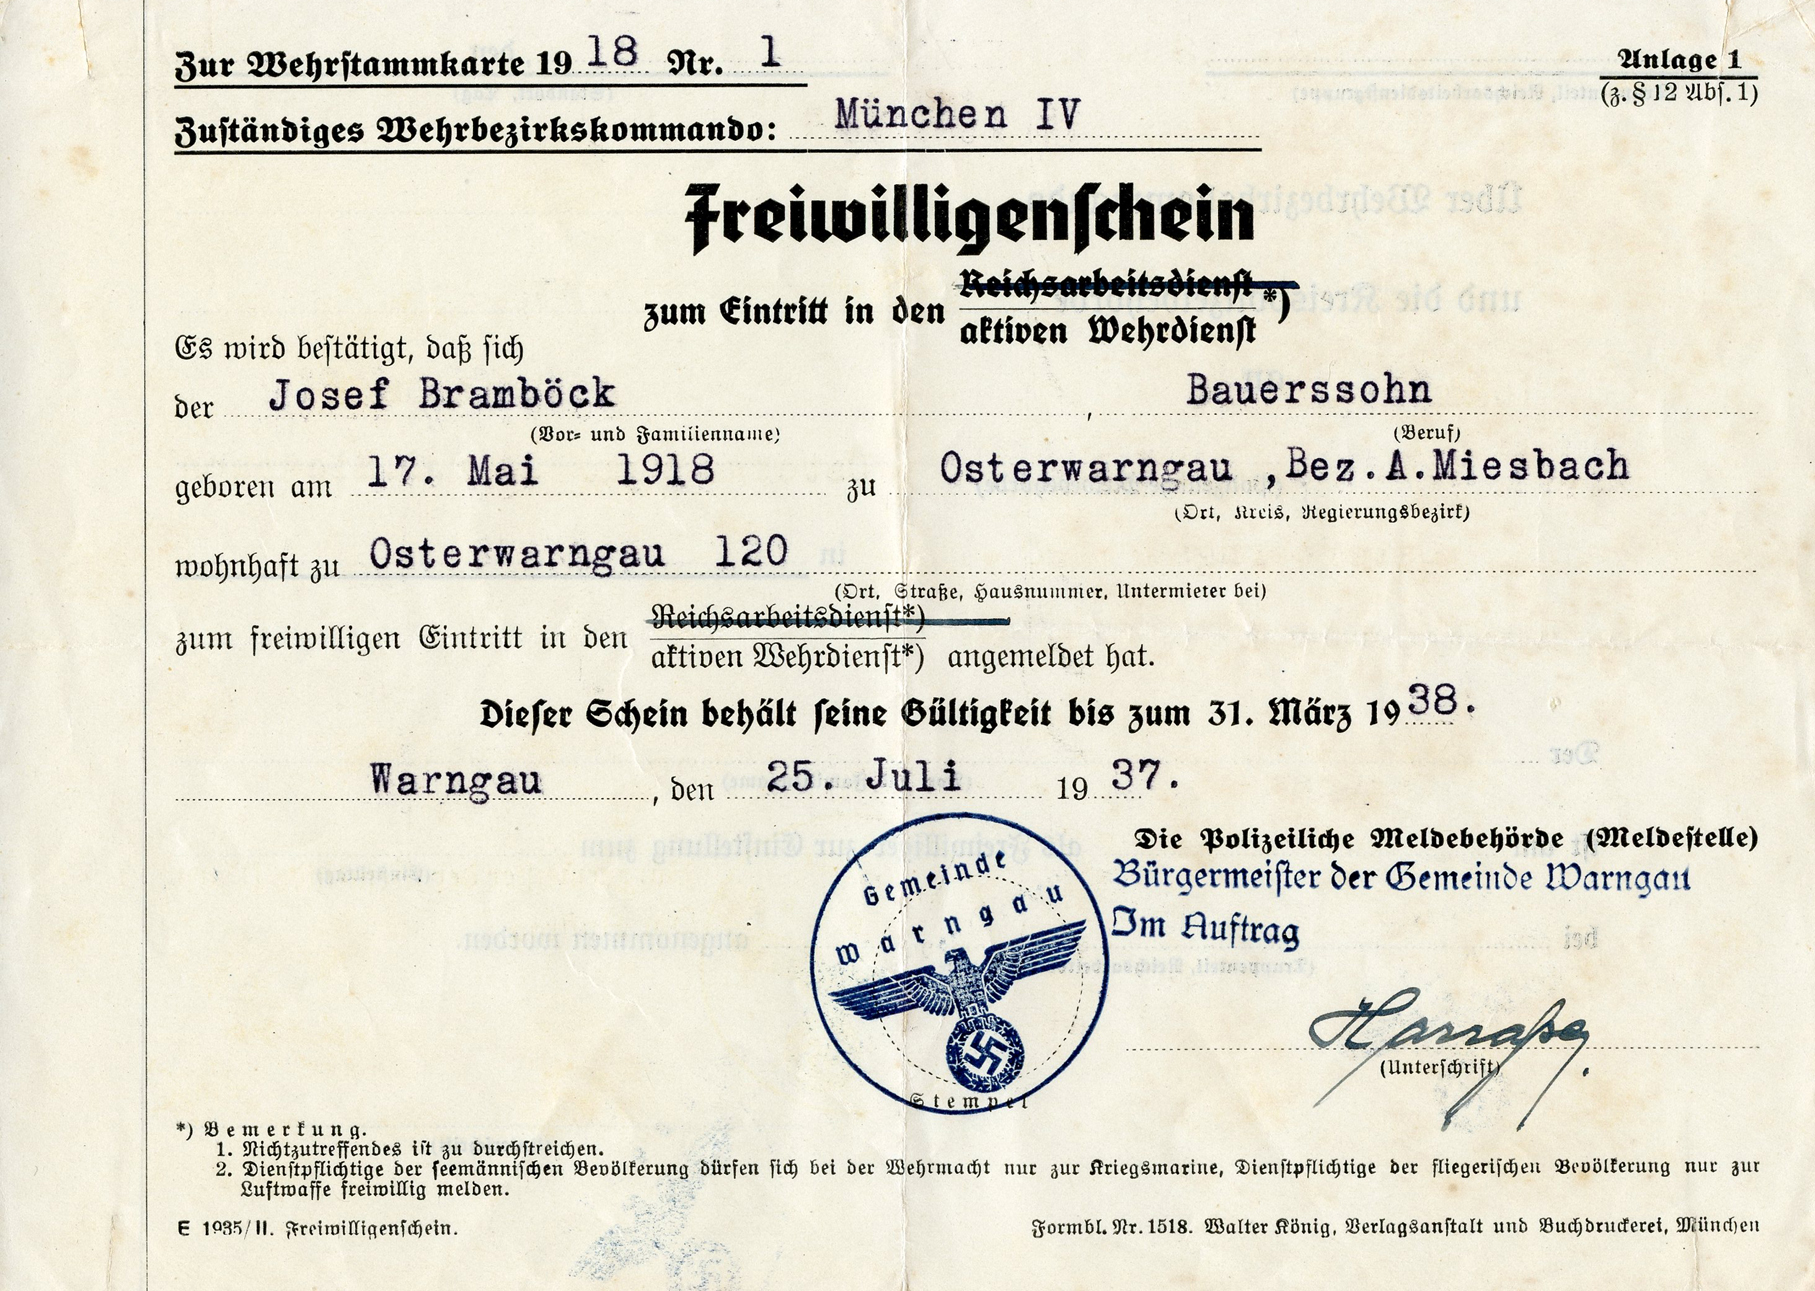 Zur Wehrstammkarte 1918 Nr. 1
Anlage 1
(z. § 12 Abs. 1)
Zuständiges Wehrbezirkskommando: München IV
Freiwilligenschein
zum Eintritt in den Reichsarbeitsdienst *)
aktiven Wehrdienst
Es wird bestätigt, daß sich
der Josef Bramböck, Bauerssohn
(Vor- und Familienname) (Beruf)
geboren am 17. Mai 1918 zu Osterwarngau ,Bez.A.Miesbach
(Ort, Kreis, Regierungsbezirk)
wohnhaft zu Osterwarngau 120
(Ort, Straße, Hausnummer, Untermieter bei)
zum freiwilligen Eintritt in den Reichsarbeitsdienst*)
aktiven Wehrdienst*) angemeldet hat.
Dieser Schein behält seine Gültigkeit bis zum 31. März 1938.
Warngau, den 25. Juli 1937.
Die Polizeiliche Meldebehörde (Meldestelle)
Bürgermeister der Gemeinde Warngau
Im Auftrag
Gemeinde
Warngau
(Unterschrift)
Stempel
*) Bemerkung.
1. Nichtzutreffendes ist zu durchstreichen.
2. Dienstpflichtige der seemännischen Bevölkerung dürfen sich bei der Wehrmacht nur zur Kriegsmarine, Dienstpflichtige der fliegerischen Bevölkerung nur zur
Luftwaffe freiwillig melden.
E 1935/II. Freiwilligenschein.
Formbl. Nr. 1518. Walter König, Verlagsanstalt und Buchdruckerei, München